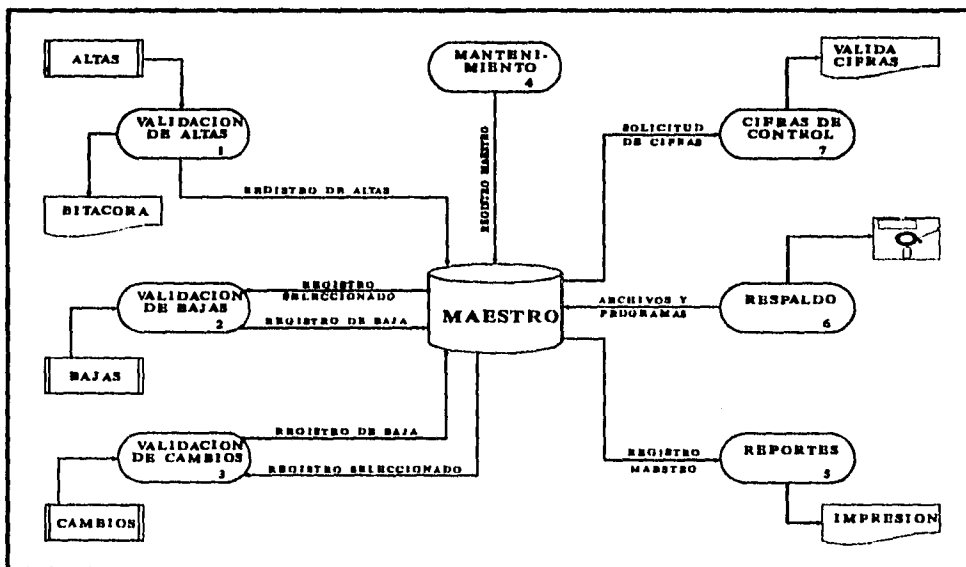 ALTAS
VALIDACION
DE ALTAS
1
BITACORA
REGISTRO DE ALTAS
MANTENI-
MIENTO
4
REGISTRO MAESTRO
VALIDA
CIFRAS
CIFRAS DE
CONTROL
7
SOLICITUD
DE CIFRAS
VALIDACION
DE BAJAS
2
REGISTRO
SELECCIONADO
REGISTRO DE BAJA
BAJAS
MAESTRO
ARCHIVOS Y
PROGRAMAS
RESPALDO
6
VALIDACION
DE CAMBIOS
3
REGISTRO DE BAJA
REGISTRO SELECCIONADO
CAMBIOS
REGISTRO
MAESTRO
REPORTES
5
IMPRESION